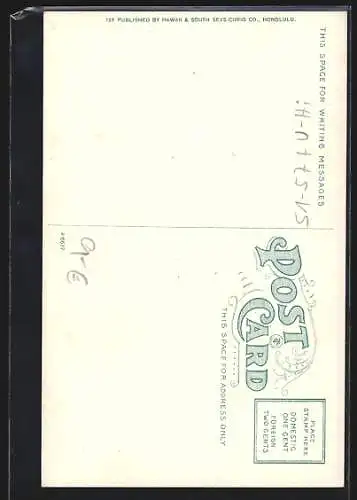 157 PUBLISHED BY HAWAII & SOUTH SEAS CURIO CO., HONOLULU.
THIS SPACE FOR WRITING MESSAGES
POST CARD
THIS SPACE FOR ADDRESS ONLY
PLACE
STAMP HERE
DOMESTIC
ONE CENT
FOREIGN
TWO CENTS